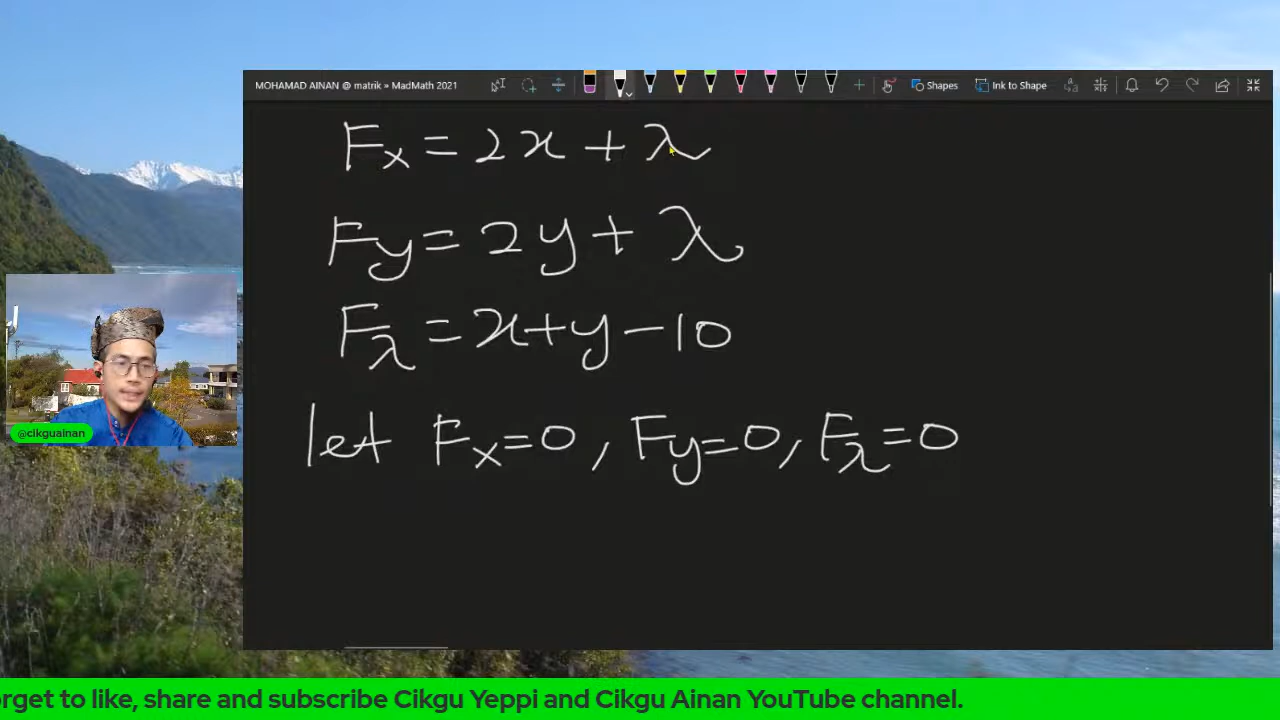 MOHAMAD AINAN @ matrik » MadMath 2021
Shapes
Ink to Shape
Fx = 2x + λ
Fy = 2y + λ
Fλ = x + y − 10
let Fx = 0, Fy = 0, Fλ = 0
@cikguainan
rget to like, share and subscribe Cikgu Yeppi and Cikgu Ainan YouTube channel.